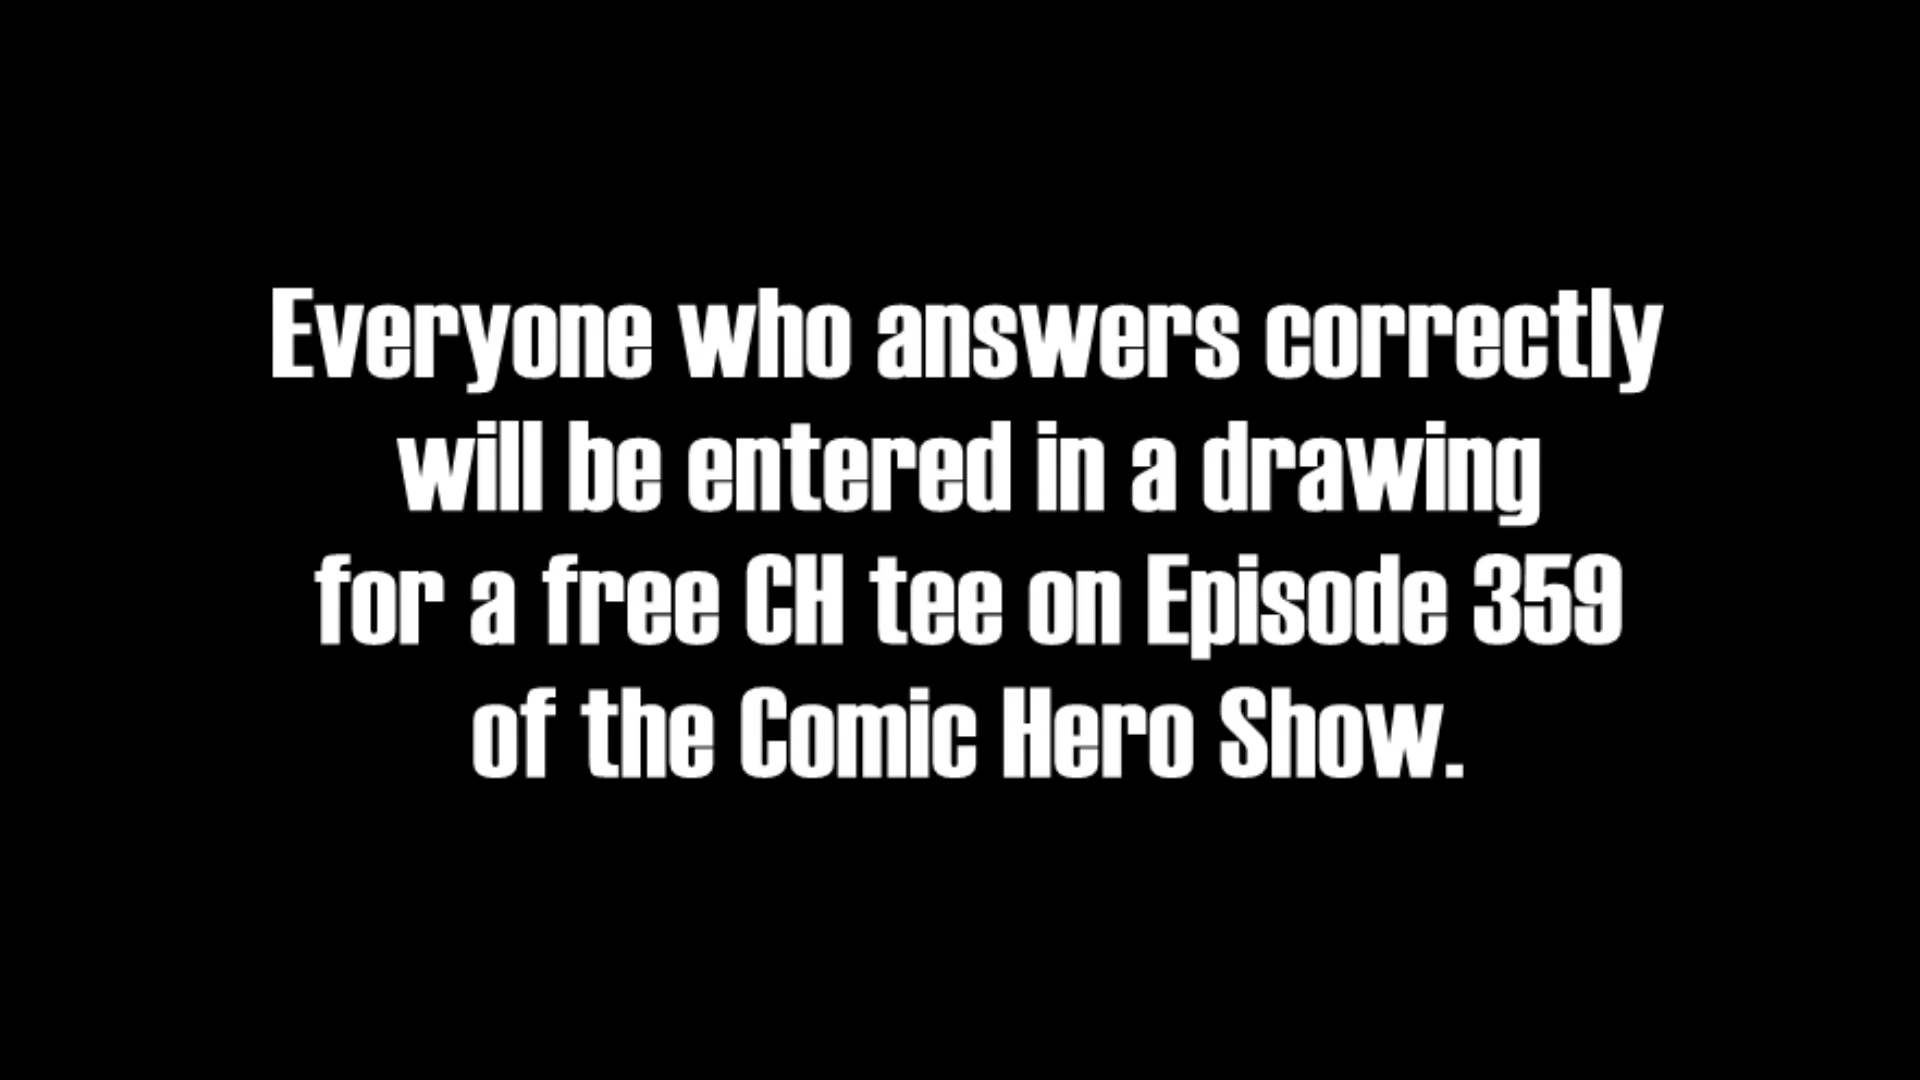 Everyone who answers correctly
will be entered in a drawing
for a free CH tee on Episode 359
of the Comic Hero Show.